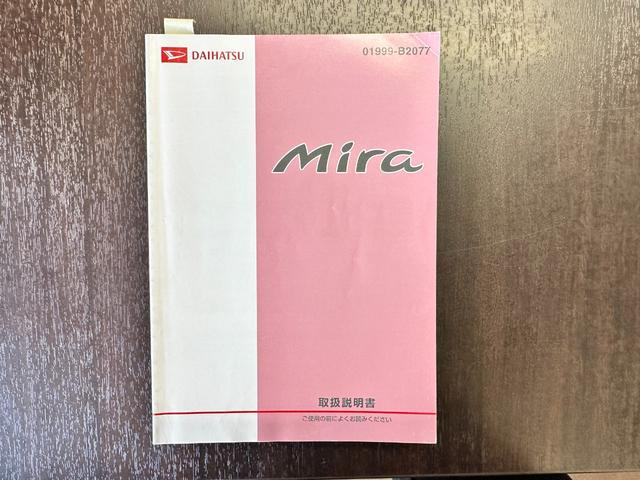 DAIHATSU
01999-B2077
Mira
取扱説明書
ご使用の前によくお読みください